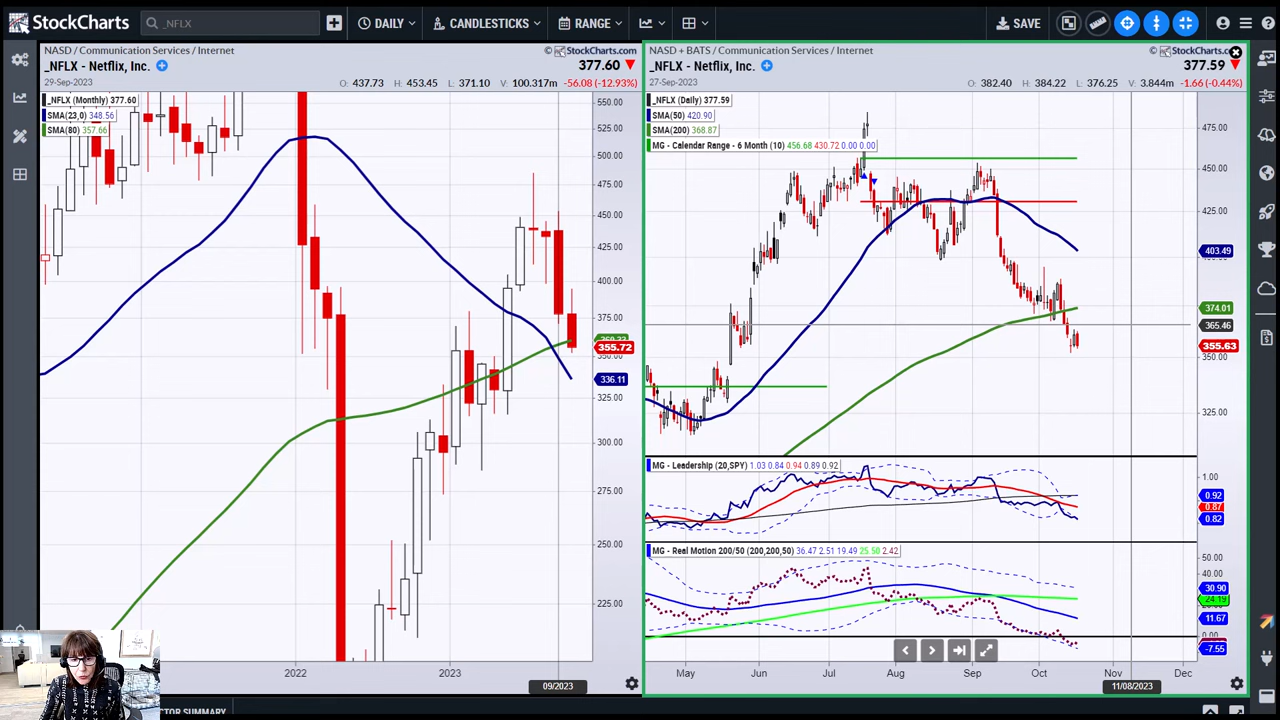 StockCharts
_NFLX
DAILY
CANDLESTICKS
RANGE
SAVE
NASD / Communication Services / Internet
© StockCharts.com
_NFLX - Netflix, Inc.
377.60
29-Sep-2023
O: 437.73 H: 453.45 L: 371.10 V: 100.317m -56.08 (-12.93%)
_NFLX (Monthly) 377.60
SMA(23,0) 348.56
SMA(80) 357.66
550.00
525.00
500.00
475.00
450.00
425.00
400.00
375.00
355.72
350.00
336.11
325.00
300.00
275.00
250.00
225.00
2022
2023
09/2023
NASD + BATS / Communication Services / Internet
© StockCharts.com
_NFLX - Netflix, Inc.
377.59
27-Sep-2023
O: 382.40 H: 384.22 L: 376.25 V: 3.844m -1.66 (-0.44%)
_NFLX (Daily) 377.59
SMA(50) 420.90
SMA(200) 368.87
MG - Calendar Range - 6 Month (10) 456.68 430.72 0.00 0.00
475.00
450.00
425.00
403.49
400.00
374.01
365.46
355.63
350.00
325.00
MG - Leadership (20,SPY) 1.03 0.84 0.94 0.89 0.92
1.00
0.92
0.87
0.82
MG - Real Motion 200/50 (200,200,50) 36.47 2.51 19.49 25.50 2.42
50.00
40.00
30.90
24.19
11.67
0.00
-7.55
May
Jun
Jul
Aug
Sep
Oct
11/08/2023
Dec
TOR SUMMARY